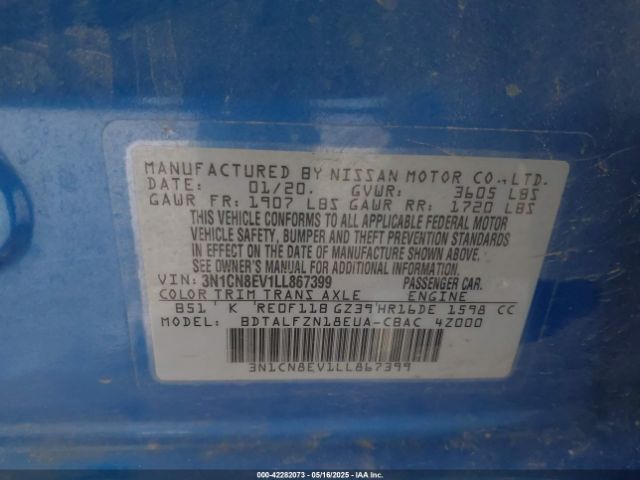 MANUFACTURED BY NISSAN MOTOR CO.,LTD.
DATE: 01/20. GVWR: 3605 LBS
GAWR FR: 1907 LBS GAWR RR: 1720 LBS
THIS VEHICLE CONFORMS TO ALL APPLICABLE FEDERAL MOTOR
VEHICLE SAFETY, BUMPER AND THEFT PREVENTION STANDARDS
IN EFFECT ON THE DATE OF MANUFACTURE SHOWN ABOVE.
SEE OWNER'S MANUAL FOR ADDITIONAL INFORMATION.
VIN: 3N1CN8EV1LL867399 PASSENGER CAR.
COLOR TRIM TRANS AXLE ENGINE
B51 K RE0F11B GZ39 HR16DE 1598 CC
MODEL: BDTALFZN18EUA-CBAC 4Z000
3N1CN8EV1LL867399
000-42282073 - 05/16/2025 - © IAA Holdings, LLC